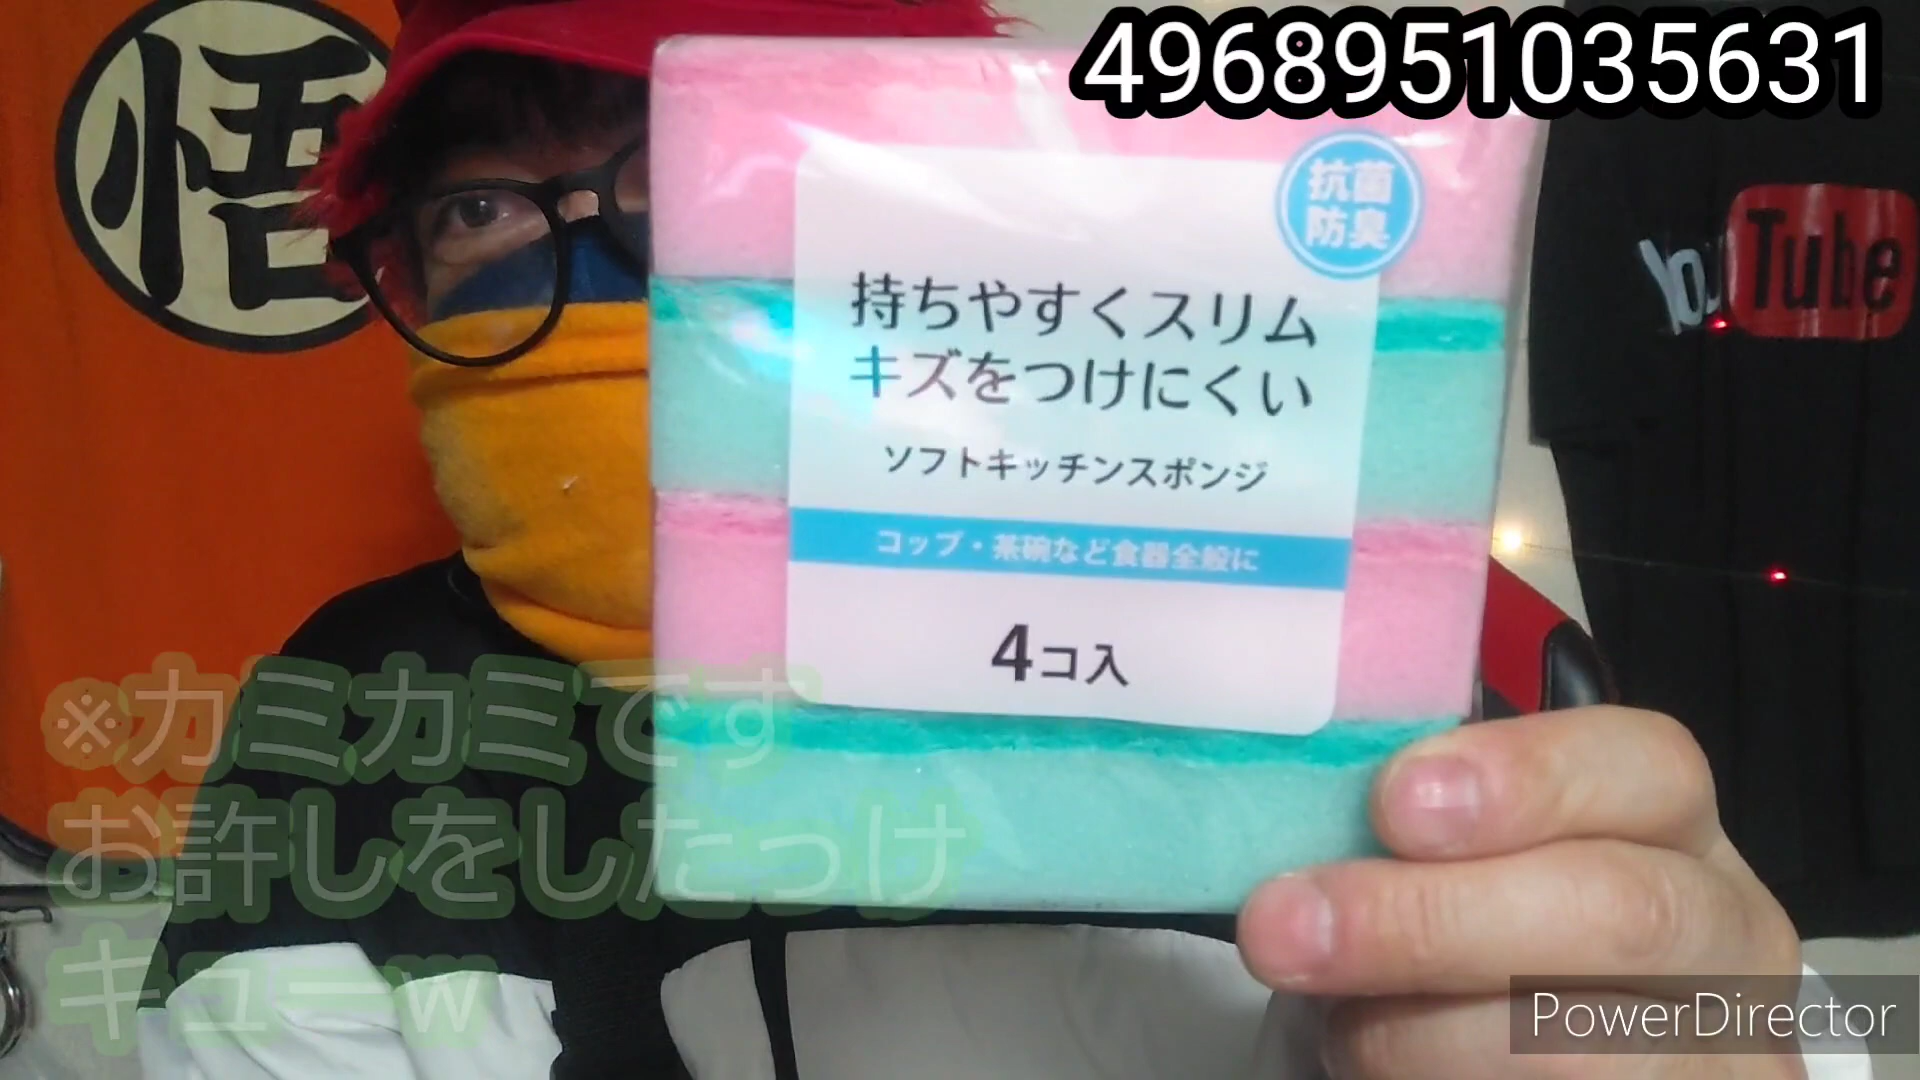 4968951035631
悟
抗菌
防臭
YouTube
持ちやすくスリム
キズをつけにくい
ソフトキッチンスポンジ
コップ・茶碗など食器全般に
4コ入
※カミカミです
お許しをしたっけ
キューw
PowerDirector